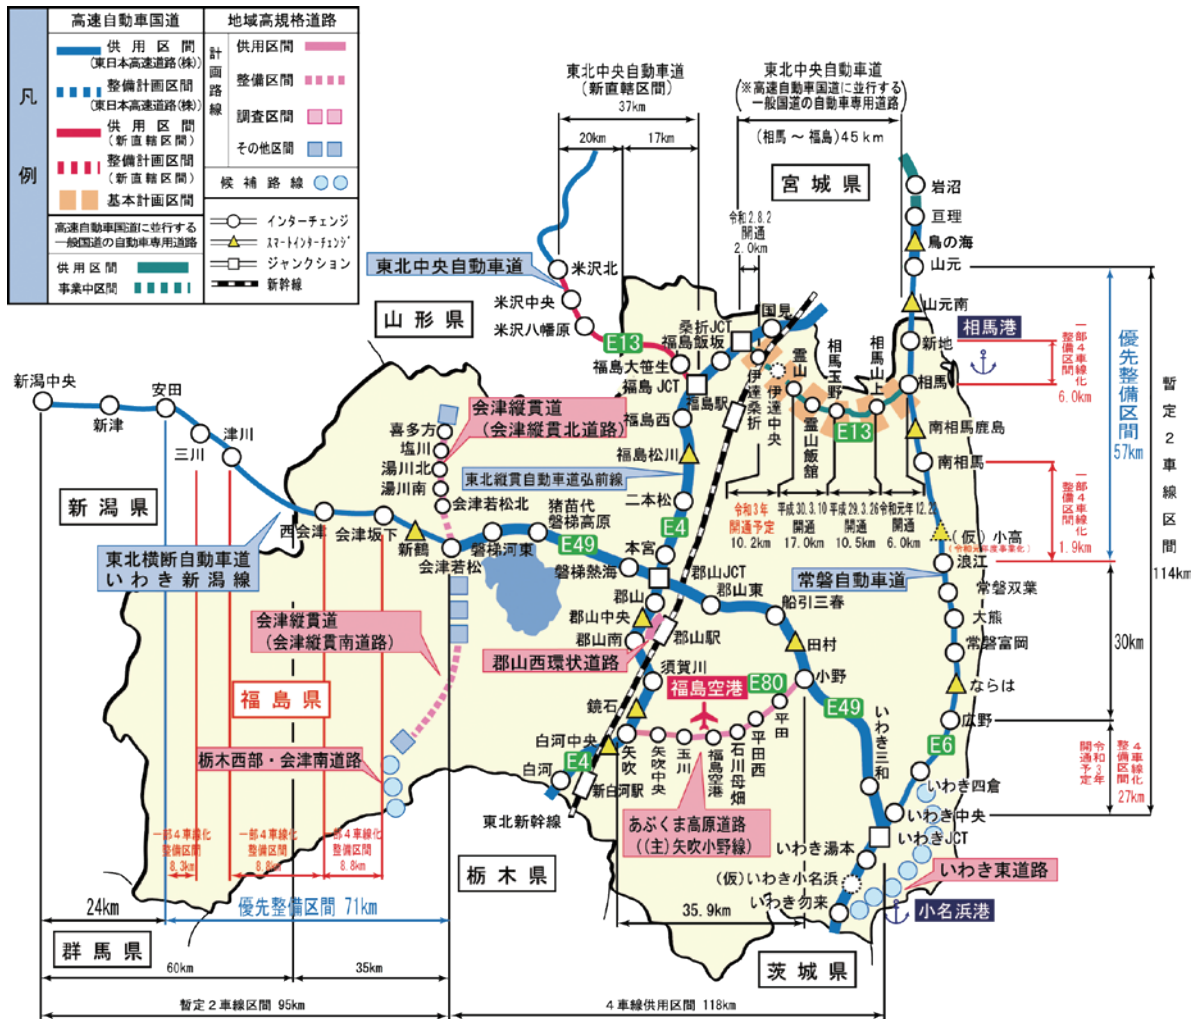 凡例
高速自動車国道
供用区間
(東日本高速道路(株))
整備計画区間
(東日本高速道路(株))
供用区間
(新直轄区間)
整備計画区間
(新直轄区間)
基本計画区間
高速自動車国道に並行する
一般国道の自動車専用道路
供用区間
事業中区間
地域高規格道路
計画路線
供用区間
整備区間
調査区間
その他区間
候補路線
インターチェンジ
スマートインターチェンジ
ジャンクション
新幹線
東北中央自動車道
(新直轄区間)
37km
20km
17km
東北中央自動車道
(※高速自動車国道に並行する
一般国道の自動車専用道路)
(相馬～福島)45km
宮城県
令和2.8.2
開通
2.0km
岩沼
亘理
鳥の海
山元
山元南
相馬港
新地
相馬
南相馬鹿島
南相馬
(仮)小高
(令和元年度事業化)
浪江
常磐自動車道
常磐双葉
大熊
常磐富岡
ならは
広野
E6
いわき四倉
いわき中央
いわきJCT
いわき湯本
(仮)いわき小名浜
いわき勿来
いわき東道路
小名浜港
一部4車線化
整備区間
6.0km
一部4車線化
整備区間
1.9km
優先整備区間
57km
暫定2車線区間
114km
30km
4車線化
整備区間
令和3年
開通予定
27km
東北中央自動車道
米沢北
米沢中央
米沢八幡原
E13
山形県
国見
桑折JCT
福島飯坂
福島大笹生
福島JCT
福島駅
福島西
福島松川
東北縦貫自動車道弘前線
二本松
E4
本宮
伊達桑折
伊達中央
霊山
霊山飯舘
相馬玉野
相馬山上
E13
令和3年
開通予定
10.2km
平成30.3.10
開通
17.0km
平成29.3.26
開通
10.5km
令和元年12.22
開通
6.0km
新潟中央
新津
安田
三川
津川
新潟県
西会津
会津坂下
新鶴
会津若松
東北横断自動車道
いわき新潟線
喜多方
塩川
湯川北
湯川南
会津若松北
会津縦貫道
(会津縦貫北道路)
猪苗代
磐梯高原
磐梯河東
E49
磐梯熱海
郡山JCT
郡山東
船引三春
田村
小野
E49
いわき三和
郡山
郡山中央
郡山南
郡山駅
郡山西環状道路
須賀川
鏡石
福島空港
E80
矢吹
矢吹中央
玉川
福島空港
石川母畑
平田西
平田
白河中央
E4
白河
新白河駅
東北新幹線
あぶくま高原道路
((主)矢吹小野線)
会津縦貫道
(会津縦貫南道路)
福島県
栃木西部・会津南道路
一部4車線化
整備区間
8.3km
一部4車線化
整備区間
8.8km
一部4車線化
整備区間
8.8km
栃木県
24km
優先整備区間 71km
35.9km
群馬県
茨城県
60km
35km
暫定2車線区間 95km
4車線供用区間 118km